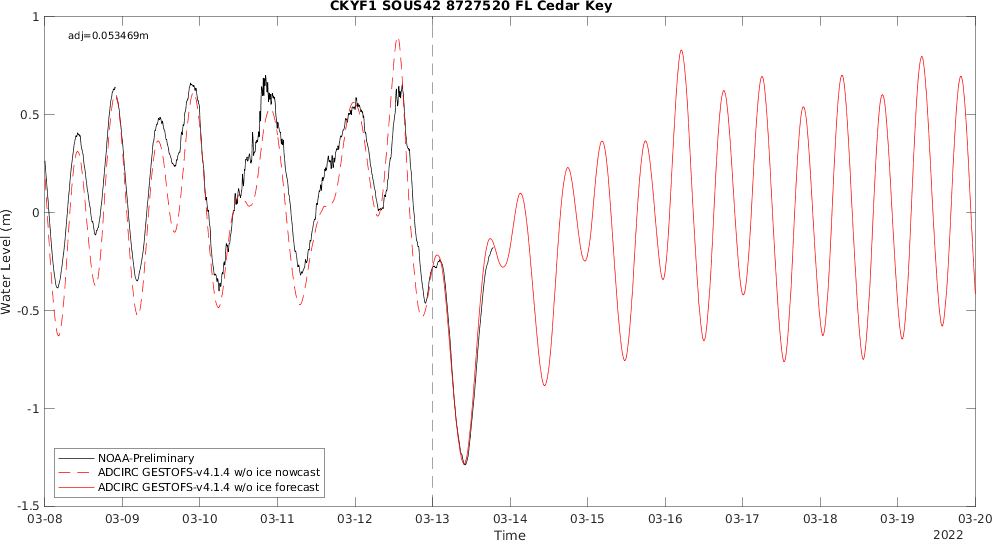 CKYF1 SOUS42 8727520 FL Cedar Key
adj=0.053469m
1
0.5
0
-0.5
-1
-1.5
Water Level (m)
NOAA-Preliminary
ADCIRC GESTOFS-v4.1.4 w/o ice nowcast
ADCIRC GESTOFS-v4.1.4 w/o ice forecast
03-08 03-09 03-10 03-11 03-12 03-13 03-14 03-15 03-16 03-17 03-18 03-19 03-20
Time
2022